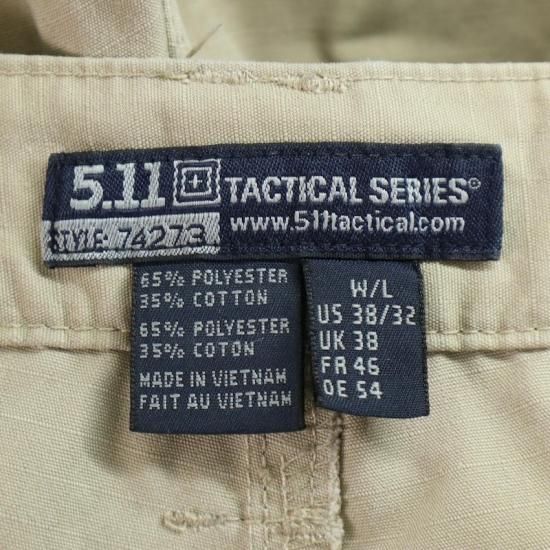 5.11 TACTICAL SERIES®
www.511tactical.com
STYLE: 74273
65% POLYESTER
35% COTTON
65% POLYESTER
35% COTON
MADE IN VIETNAM
FAIT AU VIETNAM
W/L
US 38/32
UK 38
FR 46
DE 54